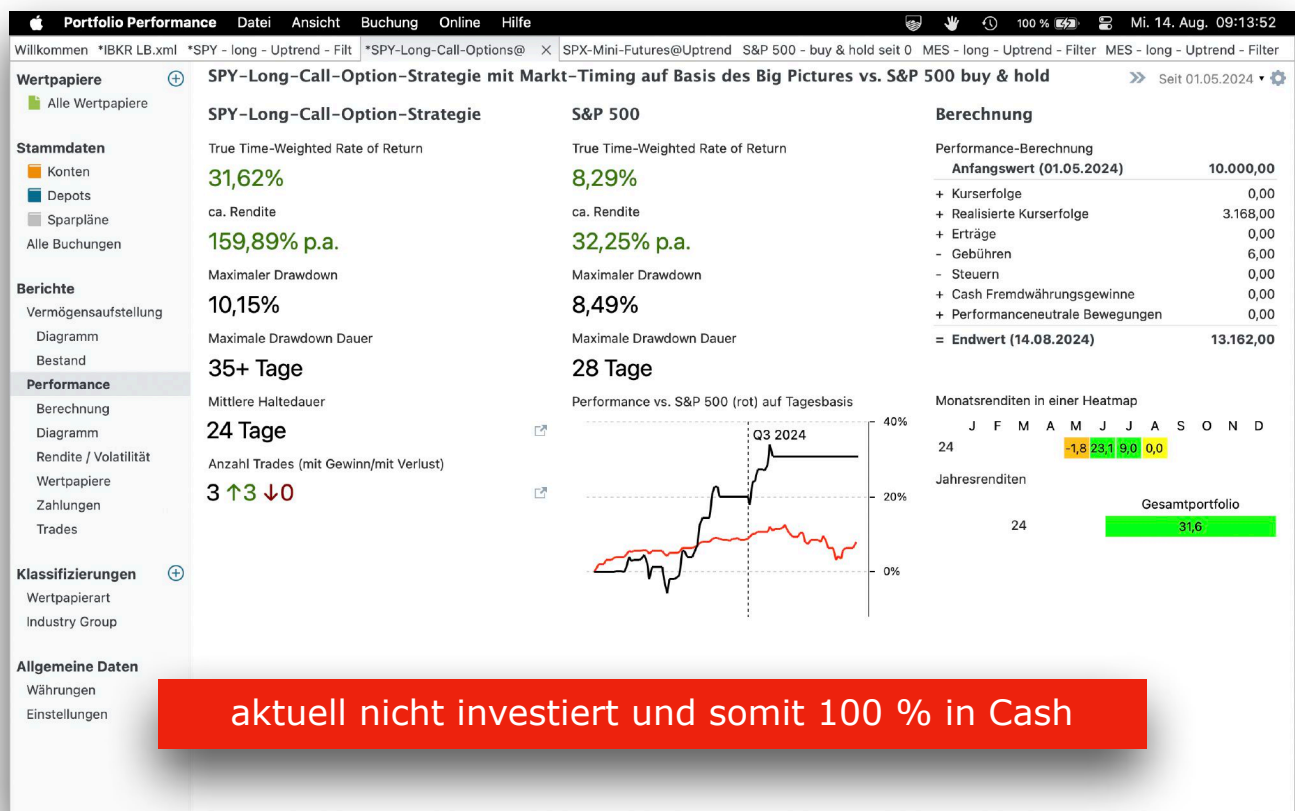 Portfolio Performance Datei Ansicht Buchung Online Hilfe 100 % Mi. 14. Aug. 09:13:52
Willkommen *IBKR LB.xml *SPY - long - Uptrend - Filt *SPY-Long-Call-Options@ × SPX-Mini-Futures@Uptrend S&P 500 - buy & hold seit 0 MES - long - Uptrend - Filter MES - long - Uptrend - Filter
Wertpapiere
Alle Wertpapiere
Stammdaten
Konten
Depots
Sparpläne
Alle Buchungen
Berichte
Vermögensaufstellung
Diagramm
Bestand
Performance
Berechnung
Diagramm
Rendite / Volatilität
Wertpapiere
Zahlungen
Trades
Klassifizierungen
Wertpapierart
Industry Group
Allgemeine Daten
Währungen
Einstellungen
SPY-Long-Call-Option-Strategie mit Markt-Timing auf Basis des Big Pictures vs. S&P 500 buy & hold
Seit 01.05.2024
SPY-Long-Call-Option-Strategie
True Time-Weighted Rate of Return
31,62%
ca. Rendite
159,89% p.a.
Maximaler Drawdown
10,15%
Maximale Drawdown Dauer
35+ Tage
Mittlere Haltedauer
24 Tage
Anzahl Trades (mit Gewinn/mit Verlust)
3 ↑3 ↓0
S&P 500
True Time-Weighted Rate of Return
8,29%
ca. Rendite
32,25% p.a.
Maximaler Drawdown
8,49%
Maximale Drawdown Dauer
28 Tage
Performance vs. S&P 500 (rot) auf Tagesbasis
Q3 2024
40%
20%
0%
Berechnung
Performance-Berechnung
Anfangswert (01.05.2024) 10.000,00
+ Kurserfolge 0,00
+ Realisierte Kurserfolge 3.168,00
+ Erträge 0,00
- Gebühren 6,00
- Steuern 0,00
+ Cash Fremdwährungsgewinne 0,00
+ Performanceneutrale Bewegungen 0,00
= Endwert (14.08.2024) 13.162,00
Monatsrenditen in einer Heatmap
J F M A M J J A S O N D
24 -1,8 23,1 9,0 0,0
Jahresrenditen
Gesamtportfolio
24 31,6
aktuell nicht investiert und somit 100 % in Cash